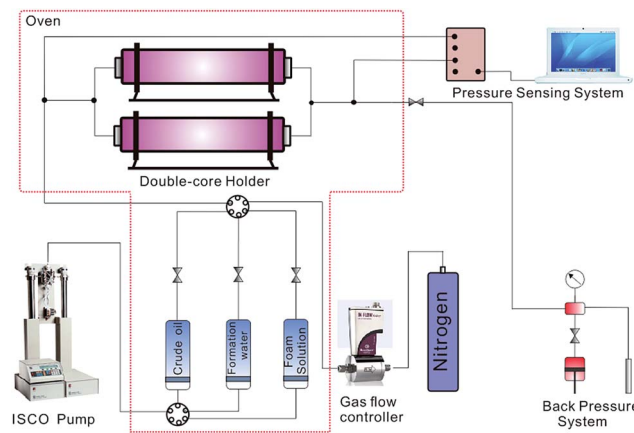 Oven
Pressure Sensing System
Double-core Holder
Crude oil
Formation
water
Foam
Solution
Nitrogen
ISCO Pump
Gas flow
controller
Back Pressure
System